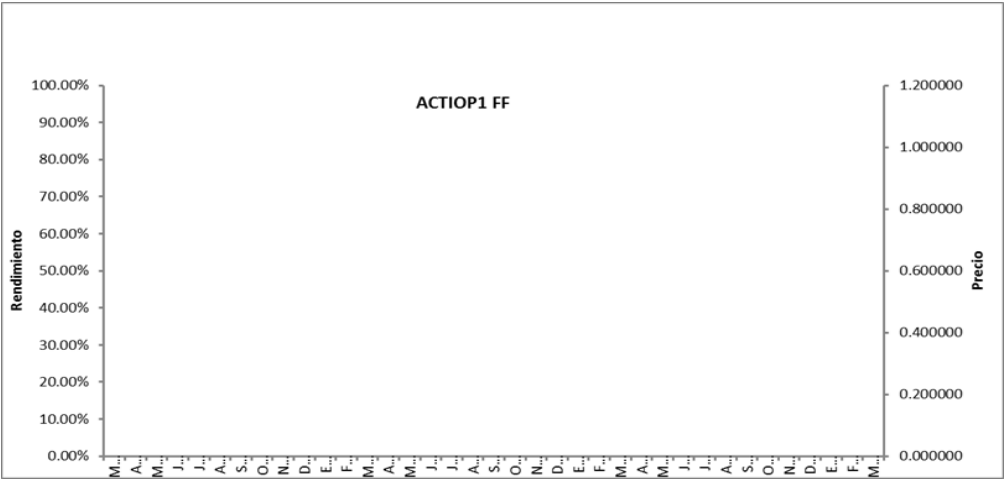 ACTIOP1 FF
Rendimiento
100.00%
90.00%
80.00%
70.00%
60.00%
50.00%
40.00%
30.00%
20.00%
10.00%
0.00%
1.200000
1.000000
0.800000
0.600000
0.400000
0.200000
0.000000
Precio
M...
A...
M...
J...
J...
A...
S...
O...
N...
D...
E...
F...
M...
A...
M...
J...
J...
A...
S...
O...
N...
D...
E...
F...
M...
A...
M...
J...
J...
A...
S...
O...
N...
D...
E...
F...
M...